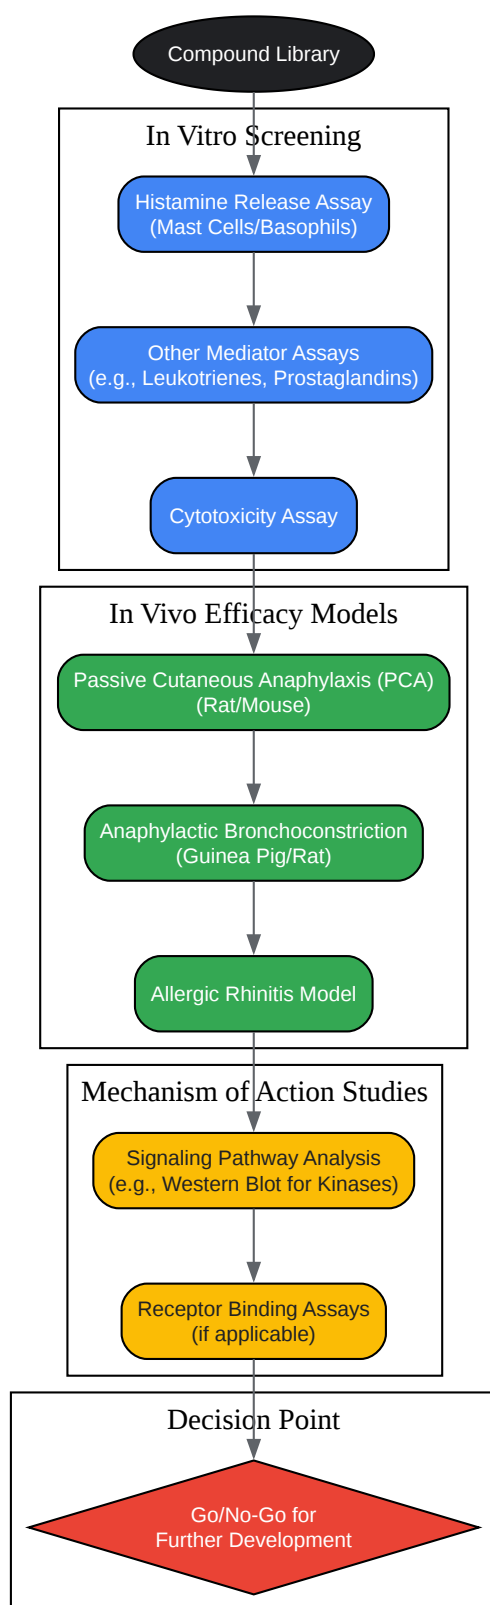 Compound Library
In Vitro Screening
Histamine Release Assay
(Mast Cells/Basophils)
Other Mediator Assays
(e.g., Leukotrienes, Prostaglandins)
Cytotoxicity Assay
In Vivo Efficacy Models
Passive Cutaneous Anaphylaxis (PCA)
(Rat/Mouse)
Anaphylactic Bronchoconstriction
(Guinea Pig/Rat)
Allergic Rhinitis Model
Mechanism of Action Studies
Signaling Pathway Analysis
(e.g., Western Blot for Kinases)
Receptor Binding Assays
(if applicable)
Decision Point
Go/No-Go for
Further Development